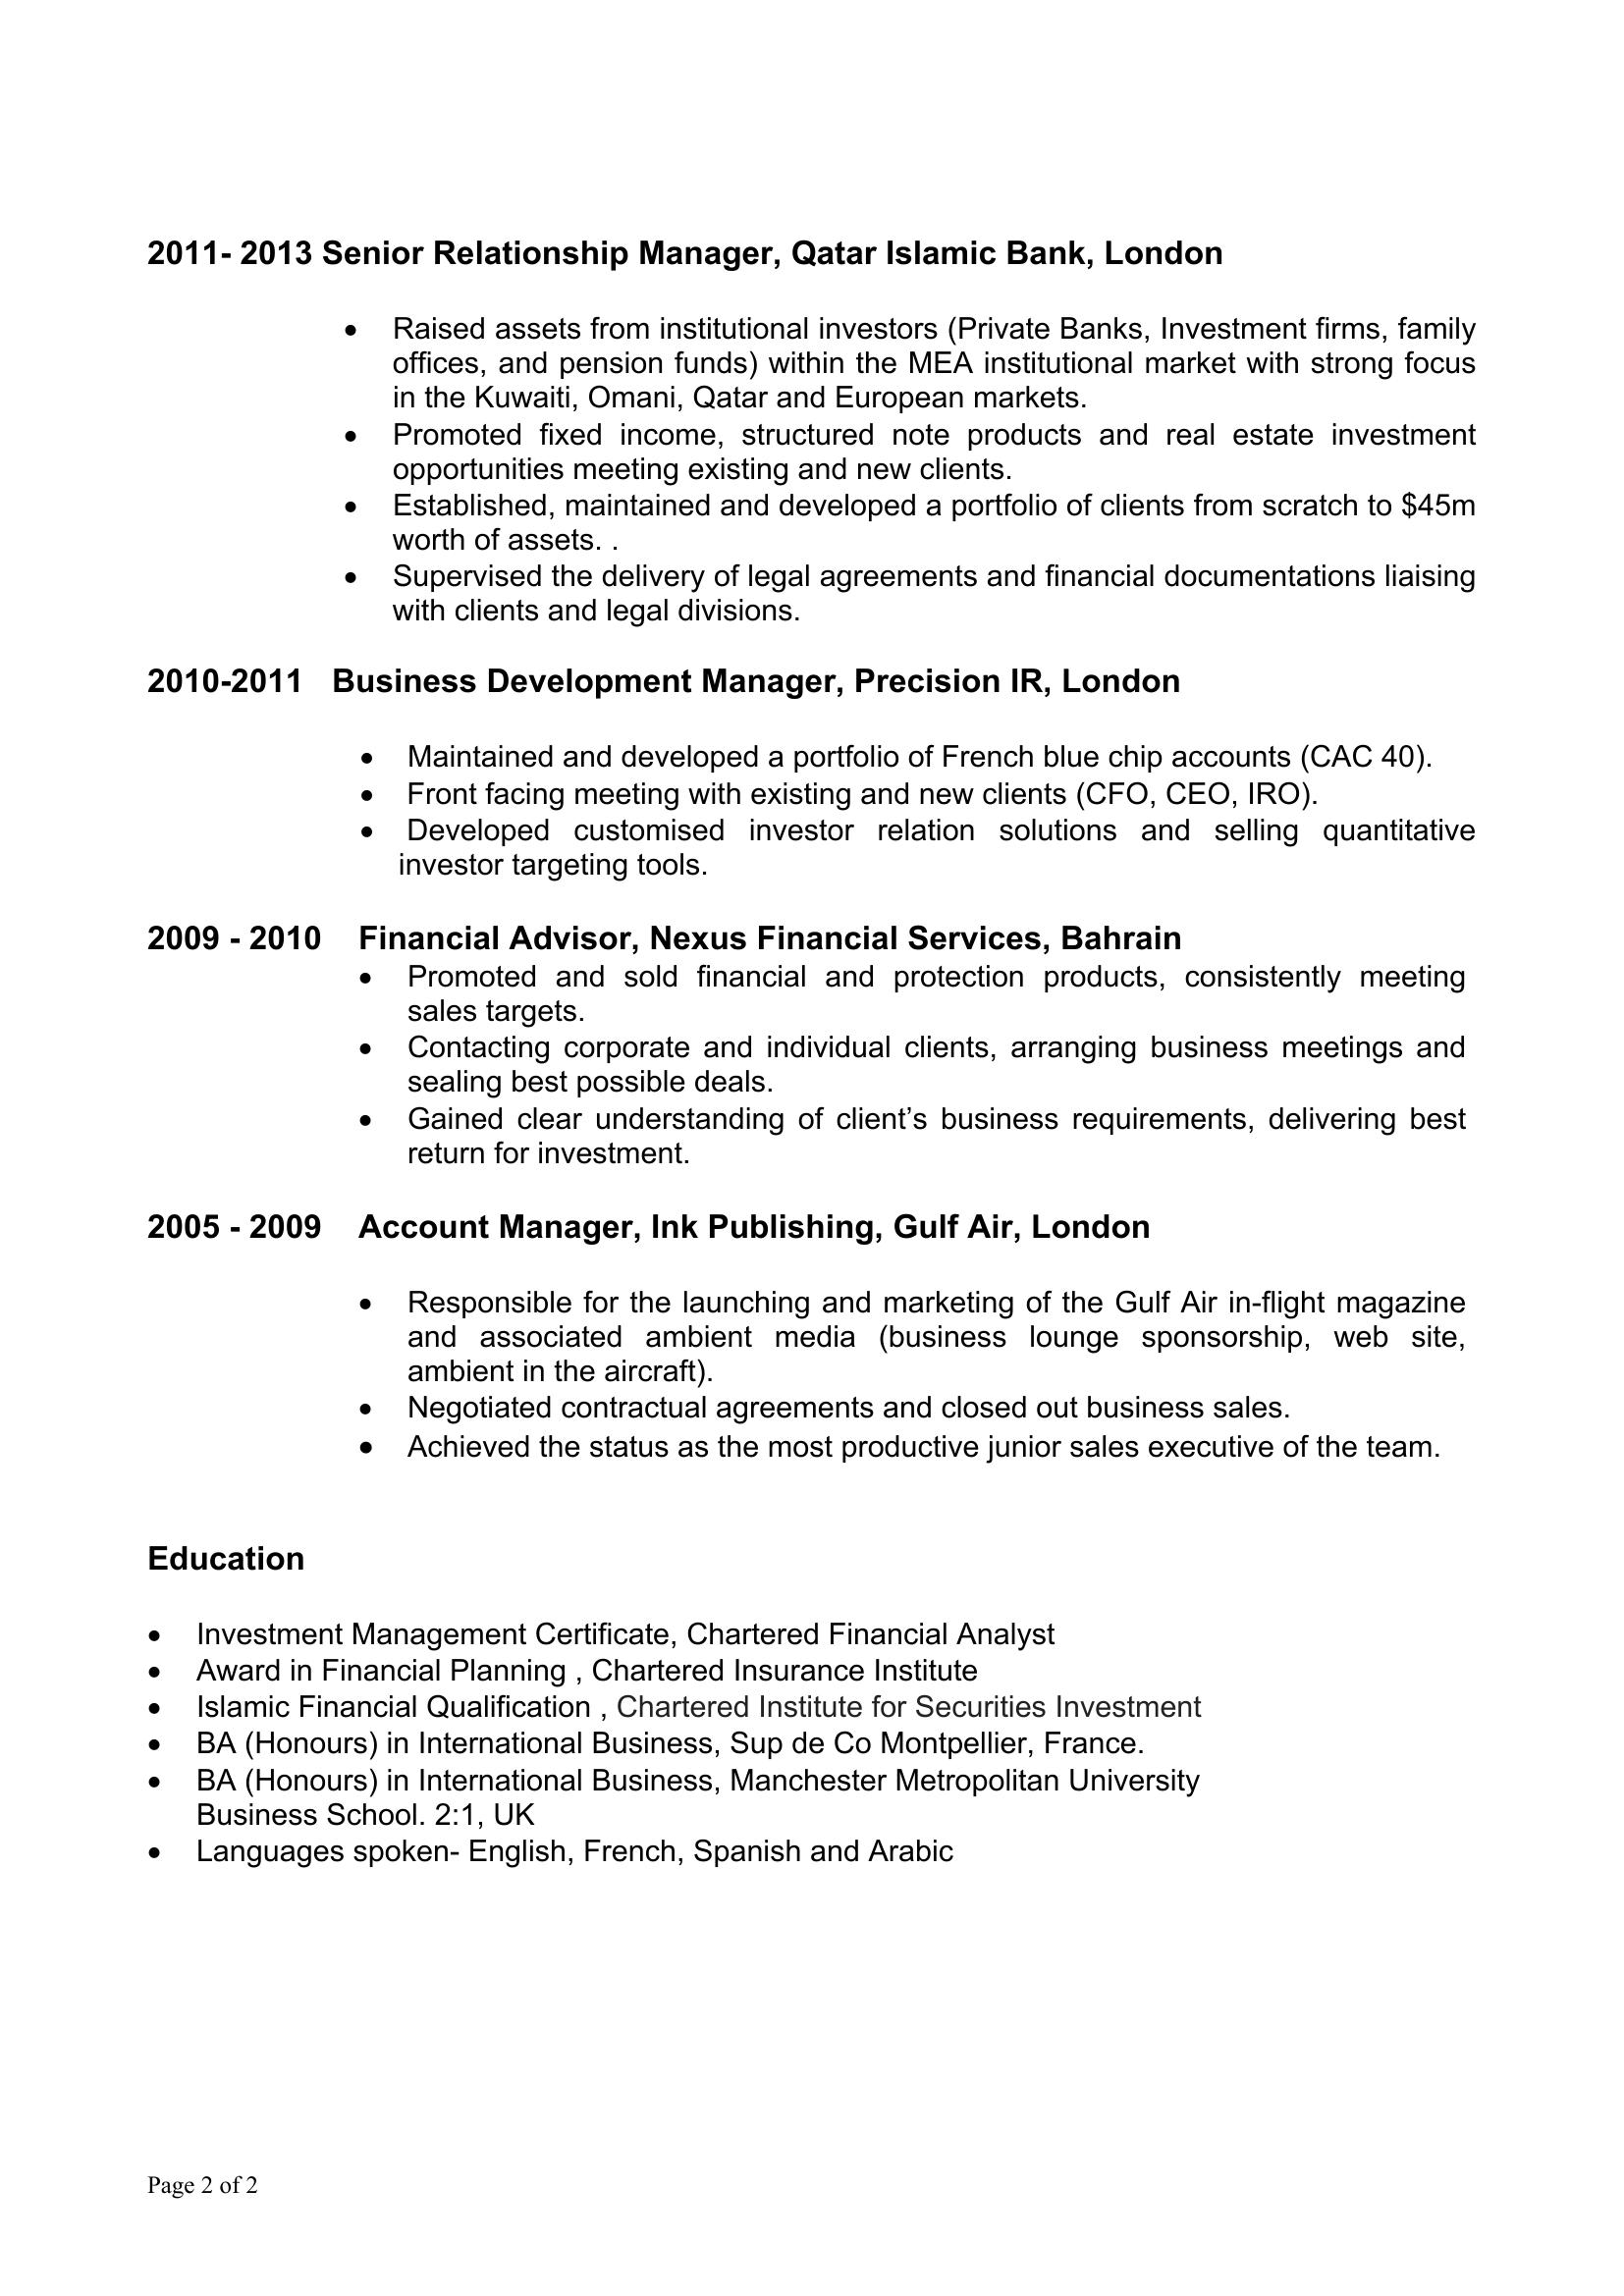 2011- 2013 Senior Relationship Manager, Qatar Islamic Bank, London
• Raised assets from institutional investors (Private Banks, Investment firms, family
offices, and pension funds) within the MEA institutional market with strong focus
in the Kuwaiti, Omani, Qatar and European markets.
• Promoted fixed income, structured note products and real estate investment
opportunities meeting existing and new clients.
• Established, maintained and developed a portfolio of clients from scratch to $45m
worth of assets. .
• Supervised the delivery of legal agreements and financial documentations liaising
with clients and legal divisions.
2010-2011 Business Development Manager, Precision IR, London
• Maintained and developed a portfolio of French blue chip accounts (CAC 40).
• Front facing meeting with existing and new clients (CFO, CEO, IRO).
• Developed customised investor relation solutions and selling quantitative
investor targeting tools.
2009 - 2010 Financial Advisor, Nexus Financial Services, Bahrain
• Promoted and sold financial and protection products, consistently meeting
sales targets.
• Contacting corporate and individual clients, arranging business meetings and
sealing best possible deals.
• Gained clear understanding of client’s business requirements, delivering best
return for investment.
2005 - 2009 Account Manager, Ink Publishing, Gulf Air, London
• Responsible for the launching and marketing of the Gulf Air in-flight magazine
and associated ambient media (business lounge sponsorship, web site,
ambient in the aircraft).
• Negotiated contractual agreements and closed out business sales.
• Achieved the status as the most productive junior sales executive of the team.
Education
• Investment Management Certificate, Chartered Financial Analyst
• Award in Financial Planning , Chartered Insurance Institute
• Islamic Financial Qualification , Chartered Institute for Securities Investment
• BA (Honours) in International Business, Sup de Co Montpellier, France.
• BA (Honours) in International Business, Manchester Metropolitan University
Business School. 2:1, UK
• Languages spoken- English, French, Spanish and Arabic
Page 2 of 2